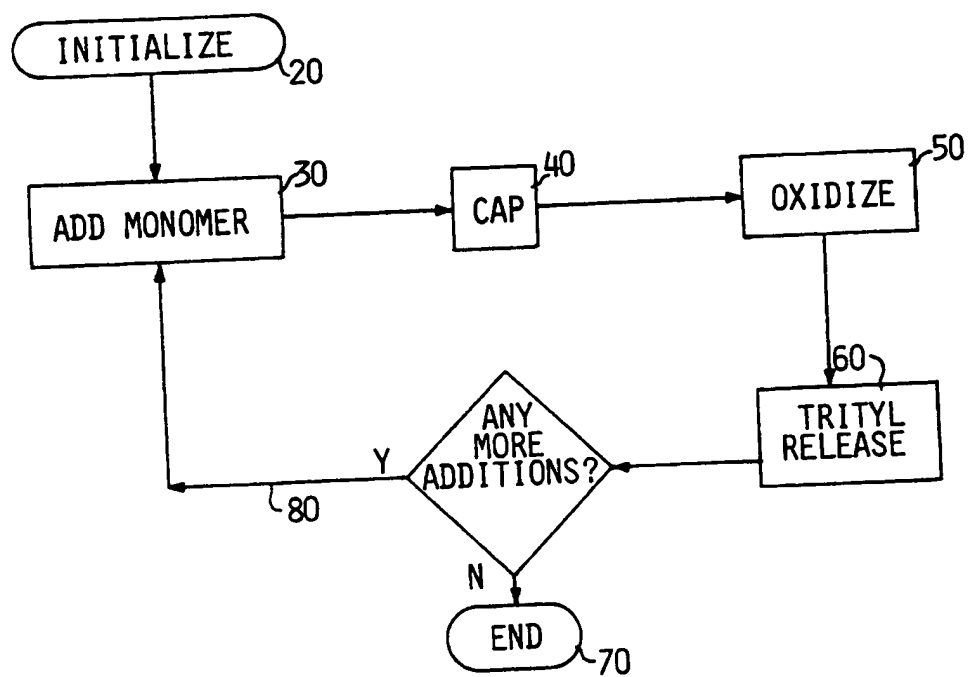 INITIALIZE
20
ADD MONOMER
30
CAP
40
OXIDIZE
50
60
TRITYL
RELEASE
ANY
MORE
ADDITIONS?
Y
80
N
END
70